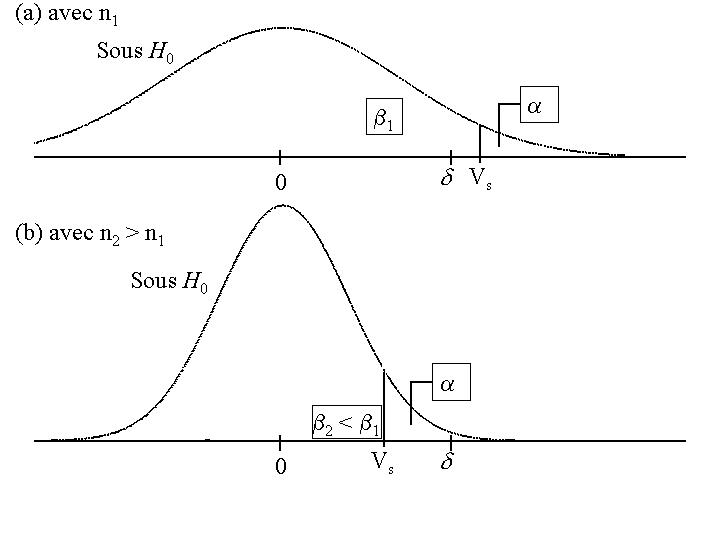 (a) avec n₁
Sous H₀
α
β₁
0
δ Vₛ
(b) avec n₂ > n₁
Sous H₀
α
β₂ < β₁
0 Vₛ δ